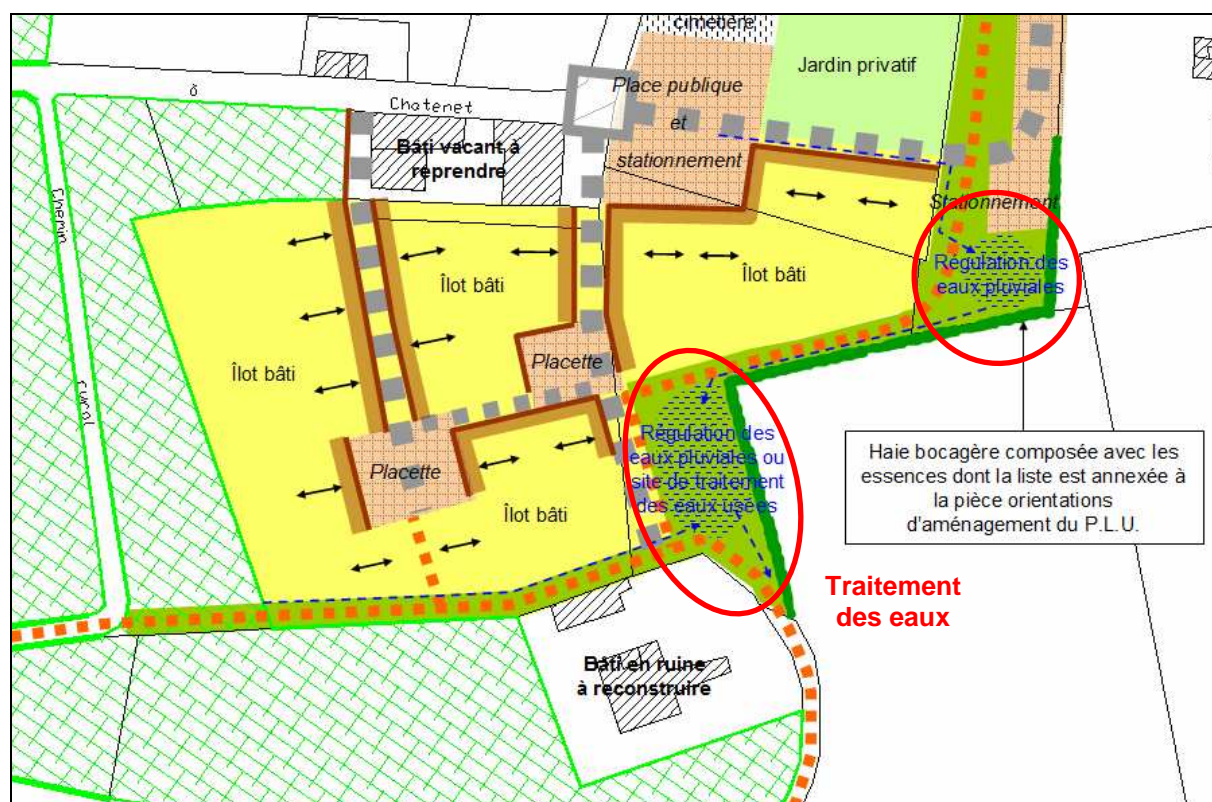 cimetière
Jardin privatif
Place publique
et
stationnement
ô
Chatenet
Bâti vacant à
reprendre
Chemin
rural
Stationnement
Régulation des
eaux pluviales
Îlot bâti
Îlot bâti
Îlot bâti
Placette
Régulation des
eaux pluviales ou
site de traitement
des eaux usées
Placette
Îlot bâti
Haie bocagère composée avec les
essences dont la liste est annexée à
la pièce orientations
d'aménagement du P.L.U.
Traitement
des eaux
Bâti en ruine
à reconstruire